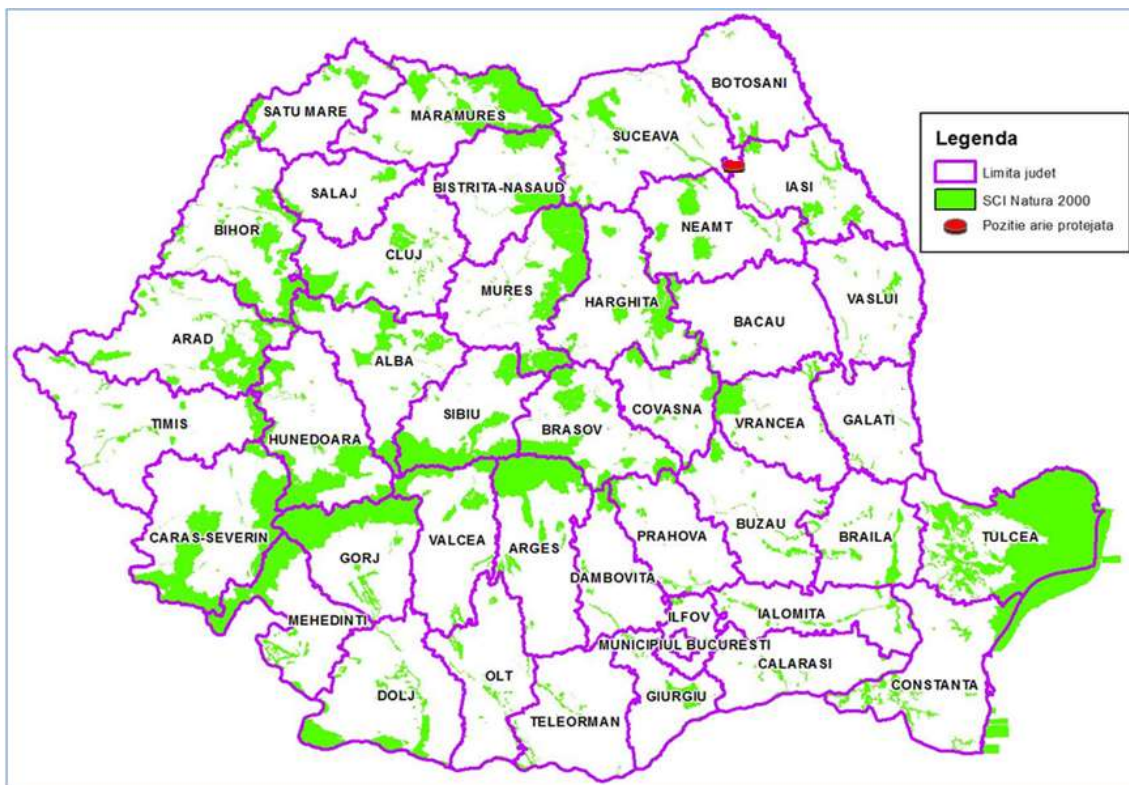 BOTOSANI
SATU MARE
MARAMURES
SUCEAVA
Legenda
Limita judet
SCI Natura 2000
Pozitie arie protejata
SALAJ
BISTRITA-NASAUD
IASI
BIHOR
CLUJ
NEAMT
MURES
HARGHITA
VASLUI
BACAU
ARAD
ALBA
SIBIU
COVASNA
TIMIS
HUNEDOARA
BRASOV
VRANCEA
GALATI
CARAS-SEVERIN
GORJ
VALCEA
ARGES
PRAHOVA
BUZAU
BRAILA
TULCEA
DAMBOVITA
MEHEDINTI
ILFOV
IALOMITA
MUNICIPIUL BUCURESTI
CALARASI
DOLJ
OLT
GIURGIU
CONSTANTA
TELEORMAN